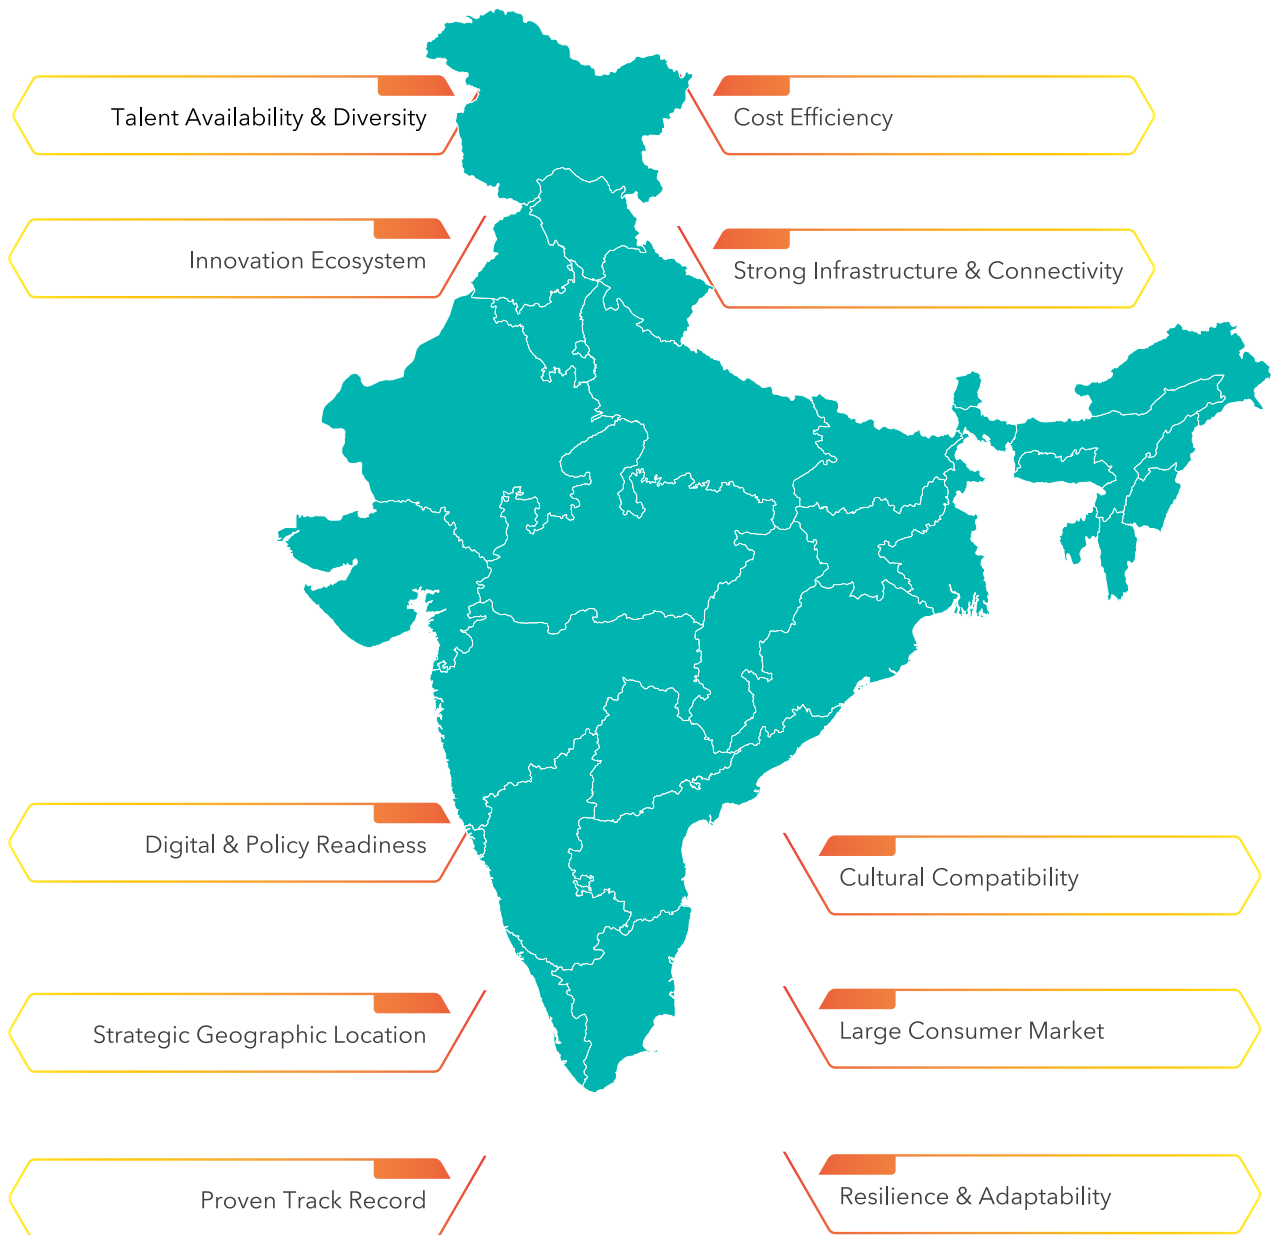 Talent Availability & Diversity
Cost Efficiency
Innovation Ecosystem
Strong Infrastructure & Connectivity
Digital & Policy Readiness
Cultural Compatibility
Strategic Geographic Location
Large Consumer Market
Proven Track Record
Resilience & Adaptability